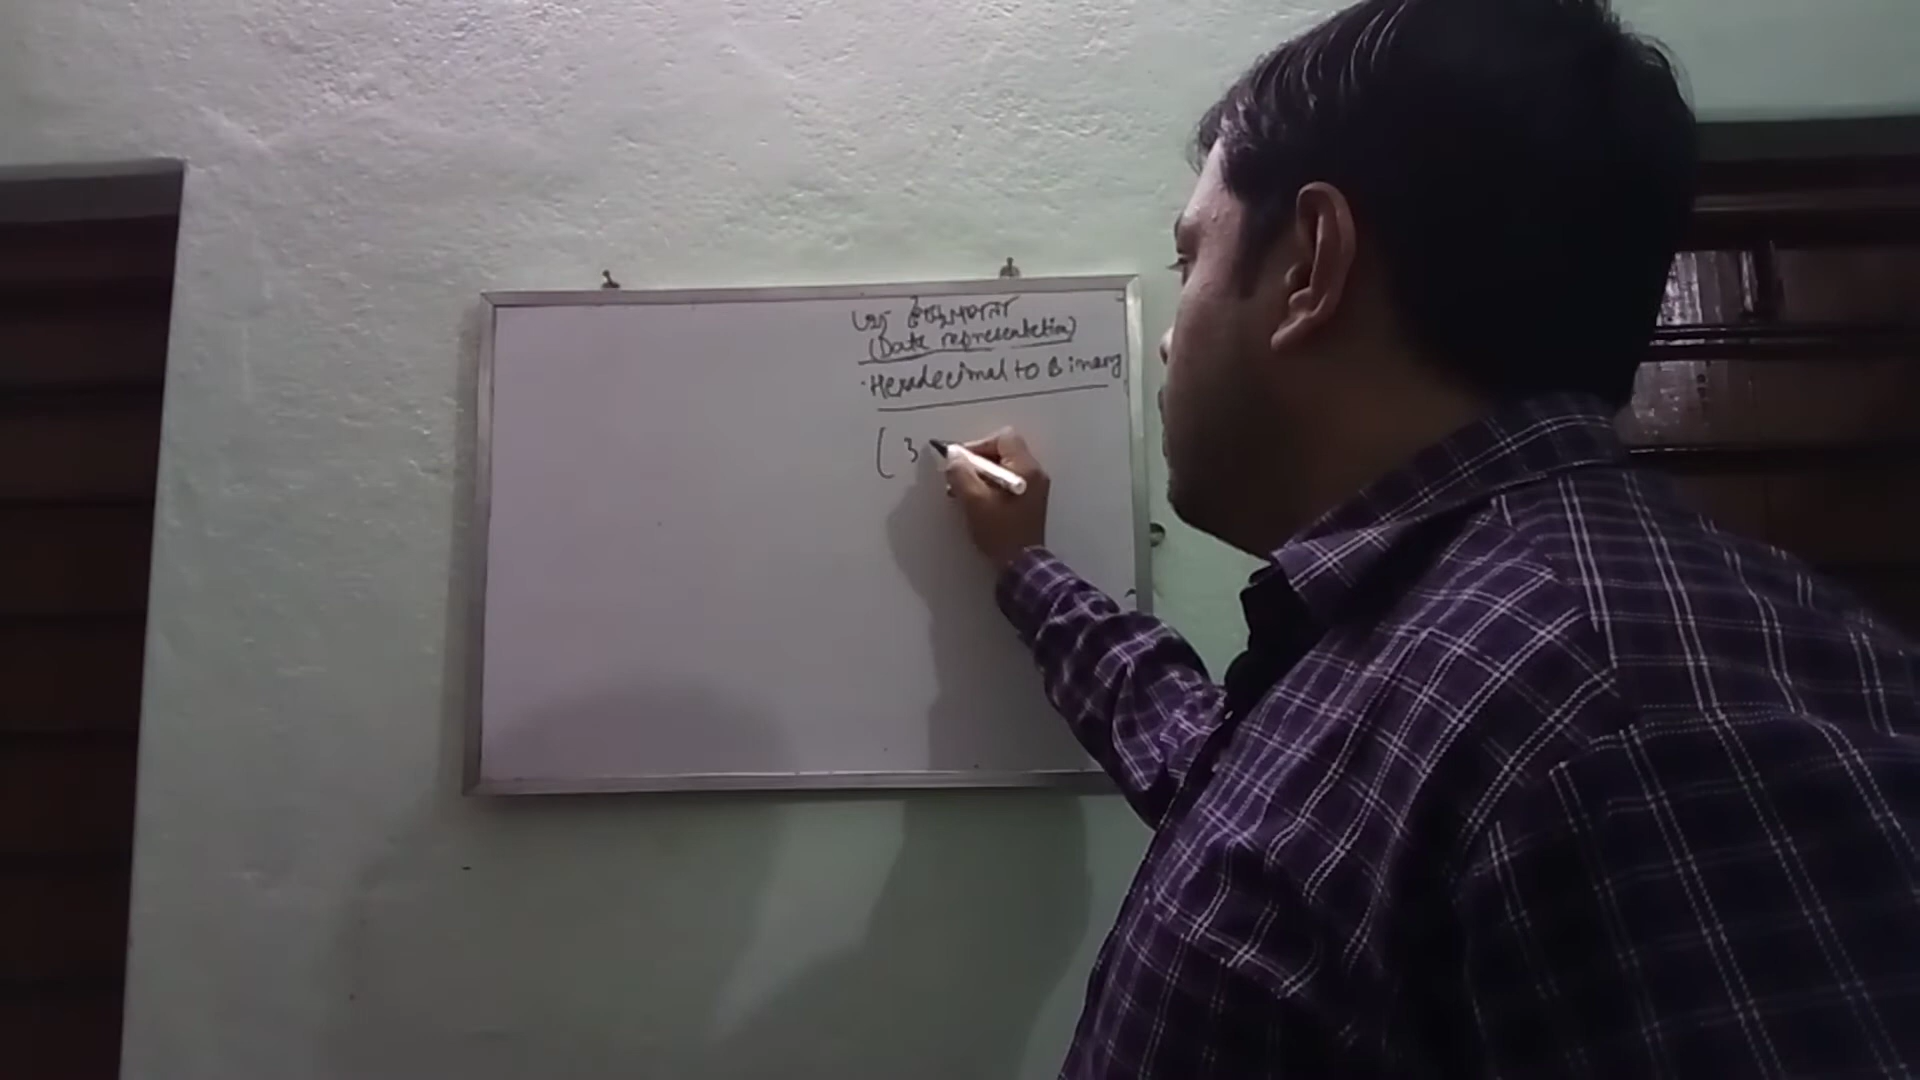 (Data representation)
·Hexadecimal to Binary
( 3